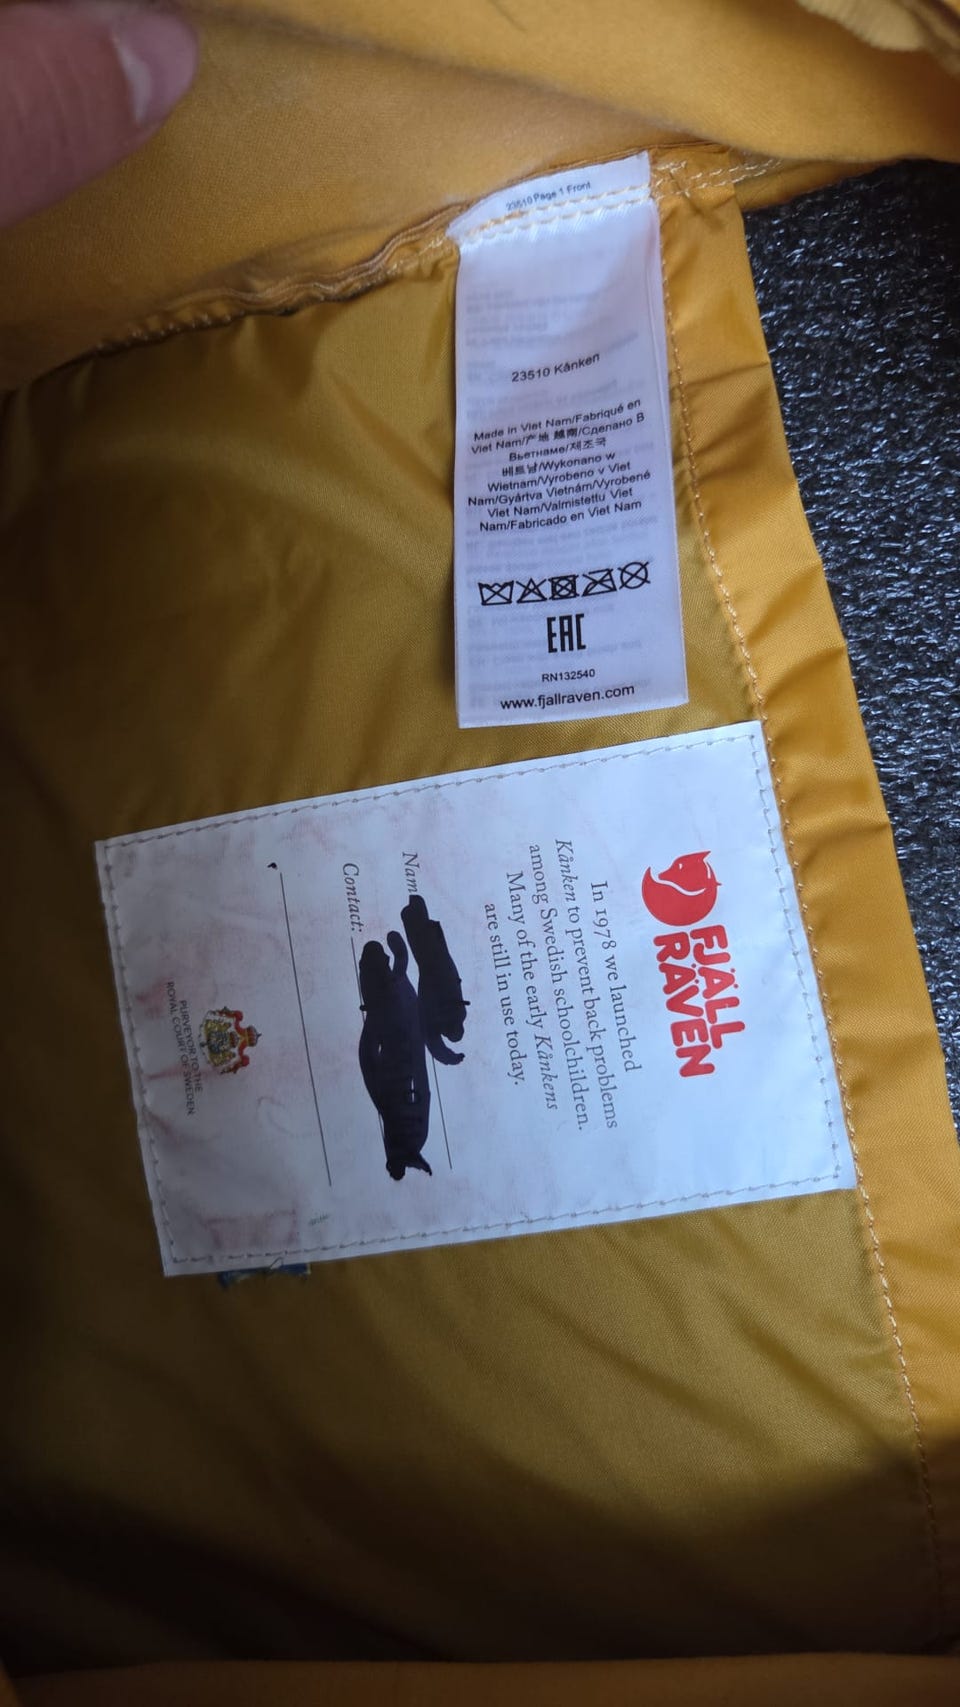 23510 Page 1 Front
23510 Kånken
Made in Viet Nam/Fabriqué en
Viet Nam/产地 越南/Сделано В
Вьетнаме/제조국
베트남/Wykonano w
Wietnam/Vyrobeno v Viet
Nam/Gyártva Vietnám/Vyrobené
Viet Nam/Valmistettu Viet
Nam/Fabricado en Viet Nam
EAC
RN132540
www.fjallraven.com
FJÄLL
RÄVEN
In 1978 we launched
Kånken to prevent back problems
among Swedish schoolchildren.
Many of the early Kånkens
are still in use today.
Nam
Contact:
PURVEYOR TO THE
ROYAL COURT OF SWEDEN